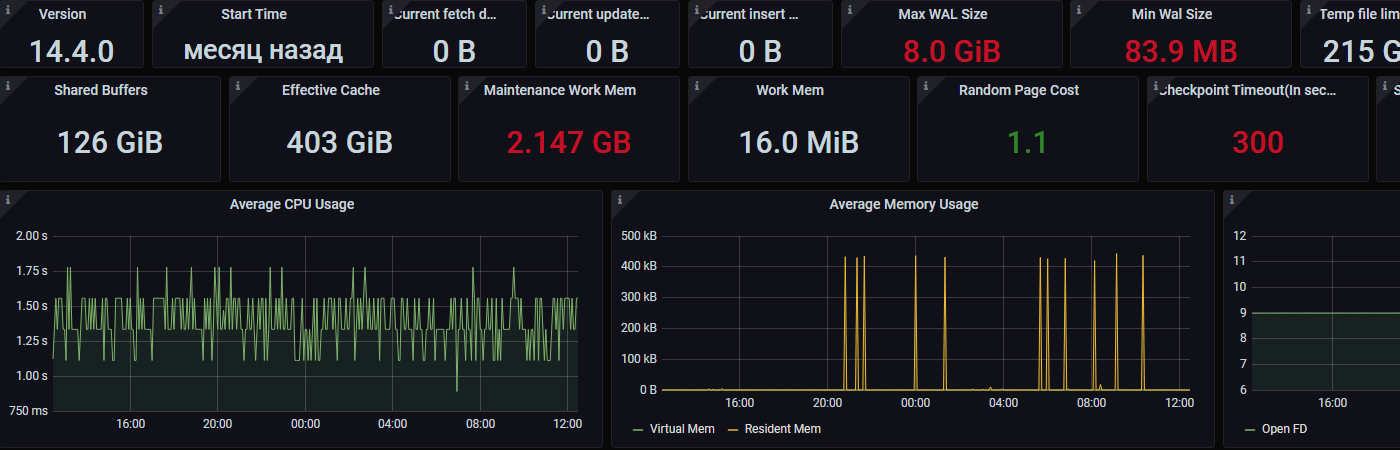 Version
Start Time
Current fetch d...
Current update...
Current insert ...
Max WAL Size
Min Wal Size
Temp file lim
14.4.0
месяц назад
0 B
0 B
0 B
8.0 GiB
83.9 MB
215 G
Shared Buffers
Effective Cache
Maintenance Work Mem
Work Mem
Random Page Cost
Checkpoint Timeout(In sec...
S
126 GiB
403 GiB
2.147 GB
16.0 MiB
1.1
300
Average CPU Usage
2.00 s
1.75 s
1.50 s
1.25 s
1.00 s
750 ms
16:00 20:00 00:00 04:00 08:00 12:00
Average Memory Usage
500 kB
400 kB
300 kB
200 kB
100 kB
0 B
16:00 20:00 00:00 04:00 08:00 12:00
Virtual Mem Resident Mem
12
11
10
9
8
7
6
16:00
Open FD